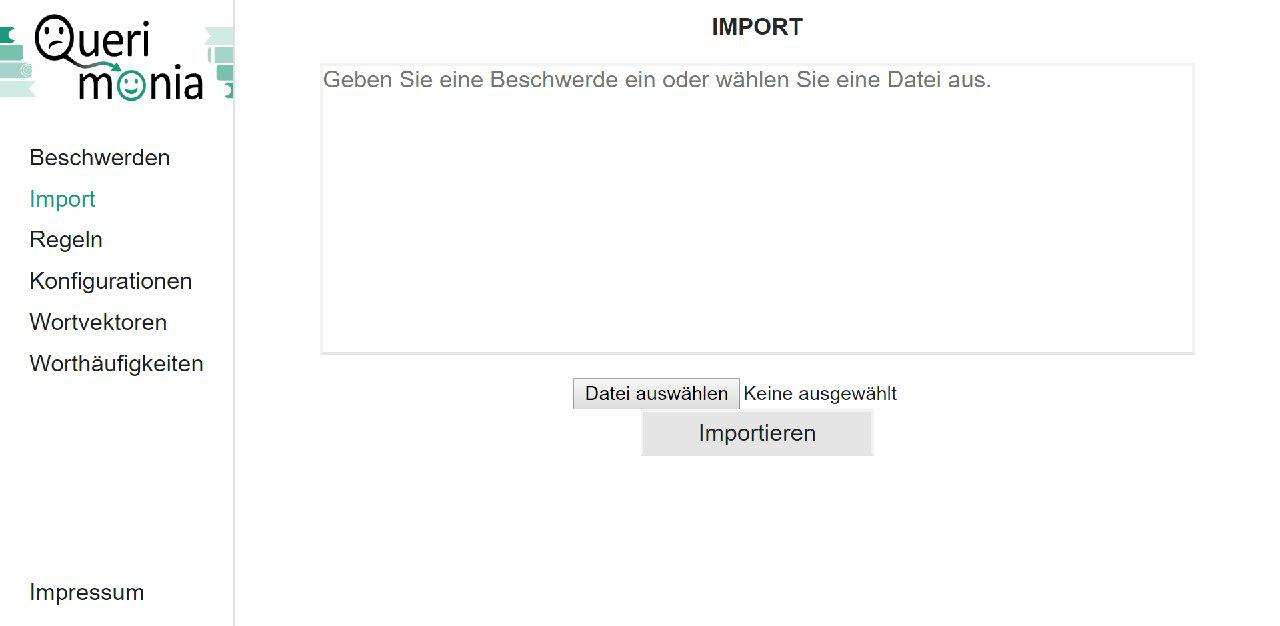 Queri
monia
Beschwerden
Import
Regeln
Konfigurationen
Wortvektoren
Worthäufigkeiten
Impressum
IMPORT
Geben Sie eine Beschwerde ein oder wählen Sie eine Datei aus.
Datei auswählen Keine ausgewählt
Importieren